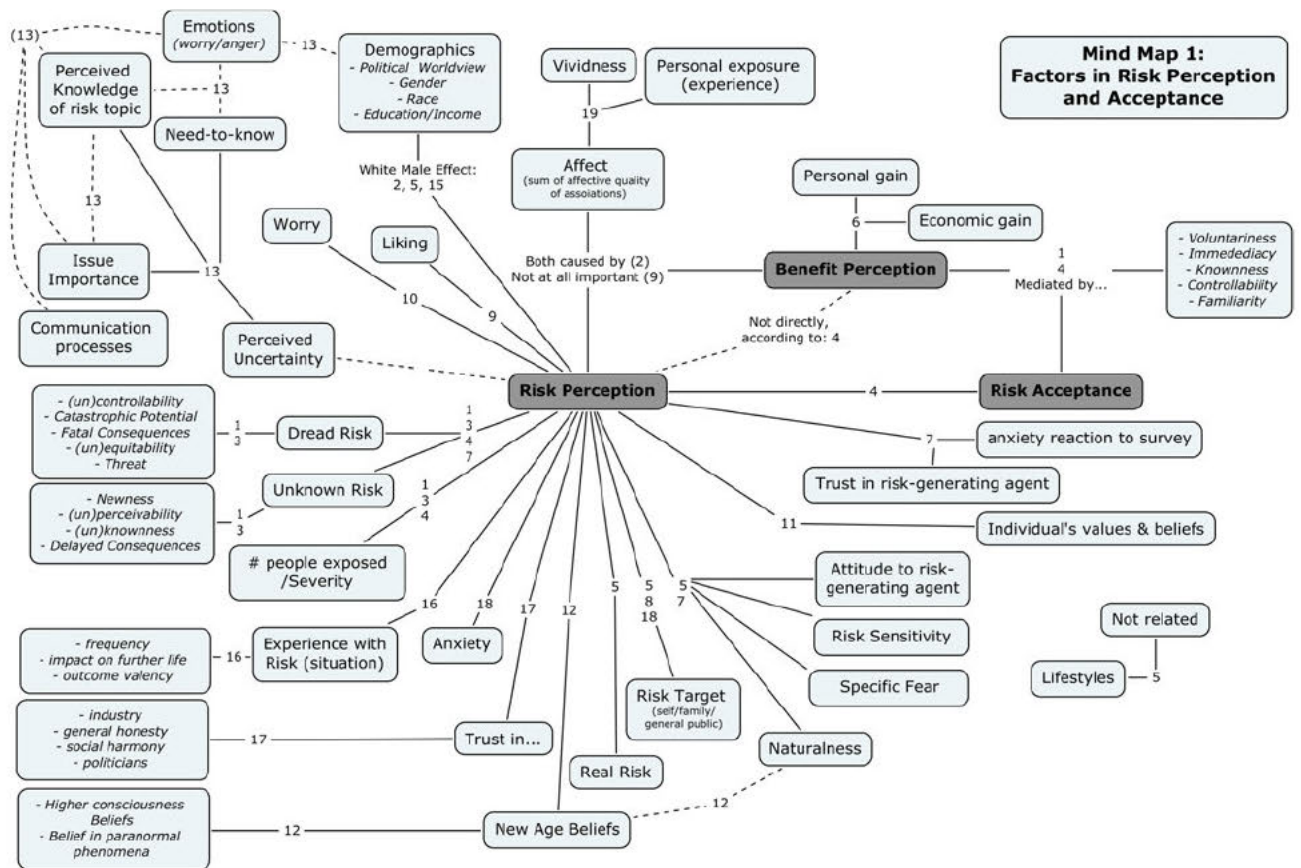 Mind Map 1:
Factors in Risk Perception
and Acceptance
(13)
Emotions
(worry/anger)
13
Demographics
- Political Worldview
- Gender
- Race
- Education/Income
Perceived
Knowledge
of risk topic
13
Need-to-know
13
Issue
Importance
13
Communication
processes
Perceived
Uncertainty
White Male Effect:
2, 5, 15
Worry
10
Liking
9
Vividness
Personal exposure
(experience)
19
Affect
(sum of affective quality
of assoiations)
Both caused by (2)
Not at all important (9)
Personal gain
6
Economic gain
Benefit Perception
1
4
Mediated by...
- Voluntariness
- Immedediacy
- Knownness
- Controllability
- Familiarity
Not directly,
according to: 4
Risk Perception
4
Risk Acceptance
- (un)controllability
- Catastrophic Potential
- Fatal Consequences
- (un)equitability
- Threat
1
3
Dread Risk
1
3
4
7
- Newness
- (un)perceivability
- (un)knownness
- Delayed Consequences
1
3
Unknown Risk
1
3
4
# people exposed
/Severity
7
anxiety reaction to survey
Trust in risk-generating agent
11
Individual's values & beliefs
- frequency
- impact on further life
- outcome valency
16
Experience with
Risk (situation)
16
Anxiety
18
17
12
5
5
8
18
5
7
Attitude to risk-
generating agent
Risk Sensitivity
Specific Fear
Naturalness
Risk Target
(self/family/
general public)
Not related
Lifestyles
5
- industry
- general honesty
- social harmony
- politicians
17
Trust in...
Real Risk
- Higher consciousness
Beliefs
- Belief in paranormal
phenomena
12
New Age Beliefs
12